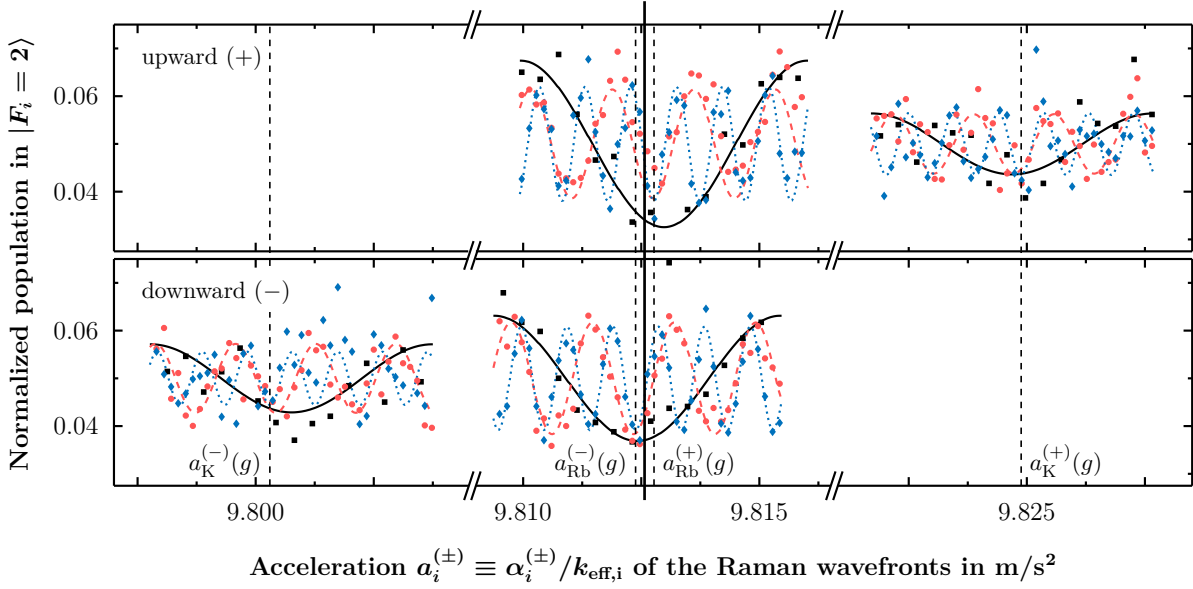 Normalized population in |F_i = 2⟩
upward (+)
0.06
0.04
downward (−)
0.06
0.04
a_K^(−)(g)
a_Rb^(−)(g)
a_Rb^(+)(g)
a_K^(+)(g)
9.800
9.810
9.815
9.825
Acceleration a_i^(±) ≡ α_i^(±)/k_eff,i of the Raman wavefronts in m/s²